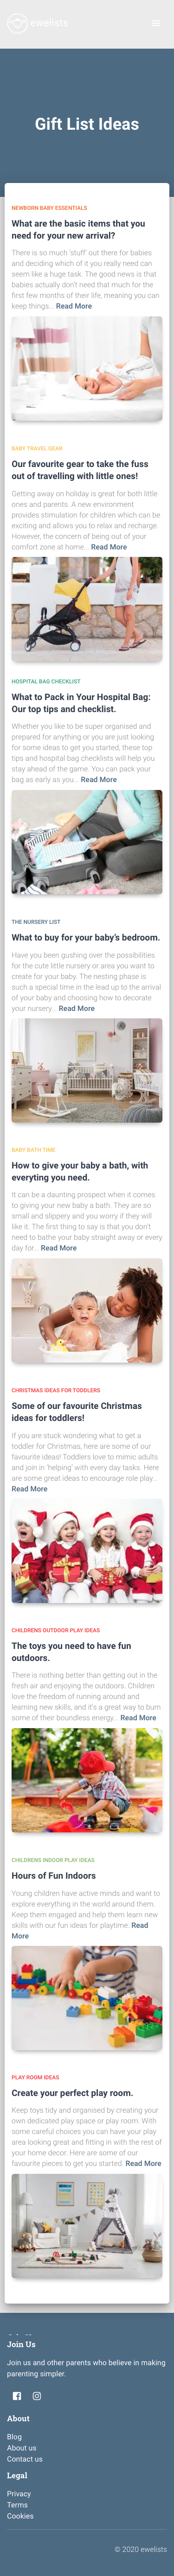 ewelists
Gift List Ideas
NEWBORN BABY ESSENTIALS
What are the basic items that you
need for your new arrival?
There is so much 'stuff' out there for babies
and deciding which of it you really need can
seem like a huge task. The good news is that
babies actually don't need that much for the
first few months of their life, meaning you can
keep things... Read More
BABY TRAVEL GEAR
Our favourite gear to take the fuss
out of travelling with little ones!
Getting away on holiday is great for both little
ones and parents. A new environment
provides stimulation for children which can be
exciting and allows you to relax and recharge.
However, the concern of being out of your
comfort zone at home... Read More
HOSPITAL BAG CHECKLIST
What to Pack in Your Hospital Bag:
Our top tips and checklist.
Whether you like to be super organised and
prepared for anything or you are just looking
for some ideas to get you started, these top
tips and hospital bag checklists will help you
stay ahead of the game. You can pack your
bag as early as you... Read More
THE NURSERY LIST
What to buy for your baby's bedroom.
Have you been gushing over the possibilities
for the cute little nursery or area you want to
create for your baby. The nesting phase is
such a special time in the lead up to the arrival
of your baby and choosing how to decorate
your nursery... Read More
BABY BATH TIME
How to give your baby a bath, with
everyting you need.
It can be a daunting prospect when it comes
to giving your new baby a bath. They are so
small and slippery and you worry if they will
like it. The first thing to say is that you don't
need to bathe your baby straight away or every
day for... Read More
CHRISTMAS IDEAS FOR TODDLERS
Some of our favourite Christmas
ideas for toddlers!
If you are stuck wondering what to get a
toddler for Christmas, here are some of our
favourite ideas! Toddlers love to mimic adults
and join in 'helping' with every day tasks. Here
are some great ideas to encourage role play...
Read More
CHILDRENS OUTDOOR PLAY IDEAS
The toys you need to have fun
outdoors.
There is nothing better than getting out in the
fresh air and enjoying the outdoors. Children
love the freedom of running around and
learning new skills, and it's a great way to burn
some of their boundless energy... Read More
CHILDRENS INDOOR PLAY IDEAS
Hours of Fun Indoors
Young children have active minds and want to
explore everything in the world around them.
Keep them engaged and help them learn new
skills with our fun ideas for playtime. Read
More
PLAY ROOM IDEAS
Create your perfect play room.
Keep toys tidy and organised by creating your
own dedicated play space or play room. With
some careful choices you can have your play
area looking great and fitting in with the rest of
your home decor. Here are some of our
favourite pieces to get you started. Read More
Join Us
Join us and other parents who believe in making
parenting simpler.
About
Blog
About us
Contact us
Legal
Privacy
Terms
Cookies
© 2020 ewelists